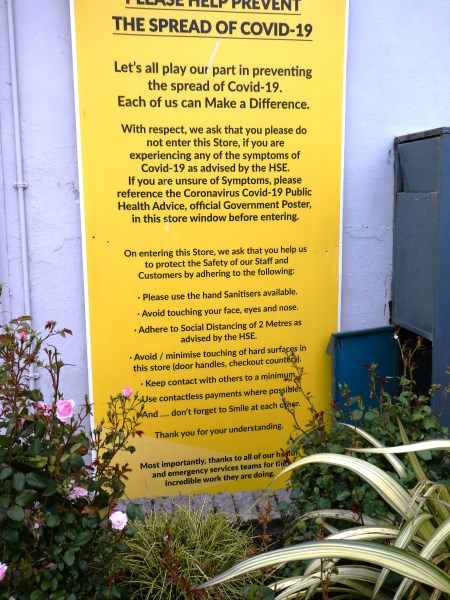 PLEASE HELP PREVENT
THE SPREAD OF COVID-19
Let's all play our part in preventing
the spread of Covid-19.
Each of us can Make a Difference.
With respect, we ask that you please do
not enter this Store, if you are
experiencing any of the symptoms of
Covid-19 as advised by the HSE.
If you are unsure of Symptoms, please
reference the Coronavirus Covid-19 Public
Health Advice, official Government Poster,
in this store window before entering.
On entering this Store, we ask that you help us
to protect the Safety of our Staff and
Customers by adhering to the following:
· Please use the hand Sanitisers available.
· Avoid touching your face, eyes and nose.
· Adhere to Social Distancing of 2 Metres as
advised by the HSE.
· Avoid / minimise touching of hard surfaces in
this store (door handles, checkout counters).
· Keep contact with others to a minimum.
Use contactless payments where possible.
· And .... don't forget to Smile at each other.
Thank you for your understanding.
Most importantly, thanks to all of our health
and emergency services teams for the
incredible work they are doing.